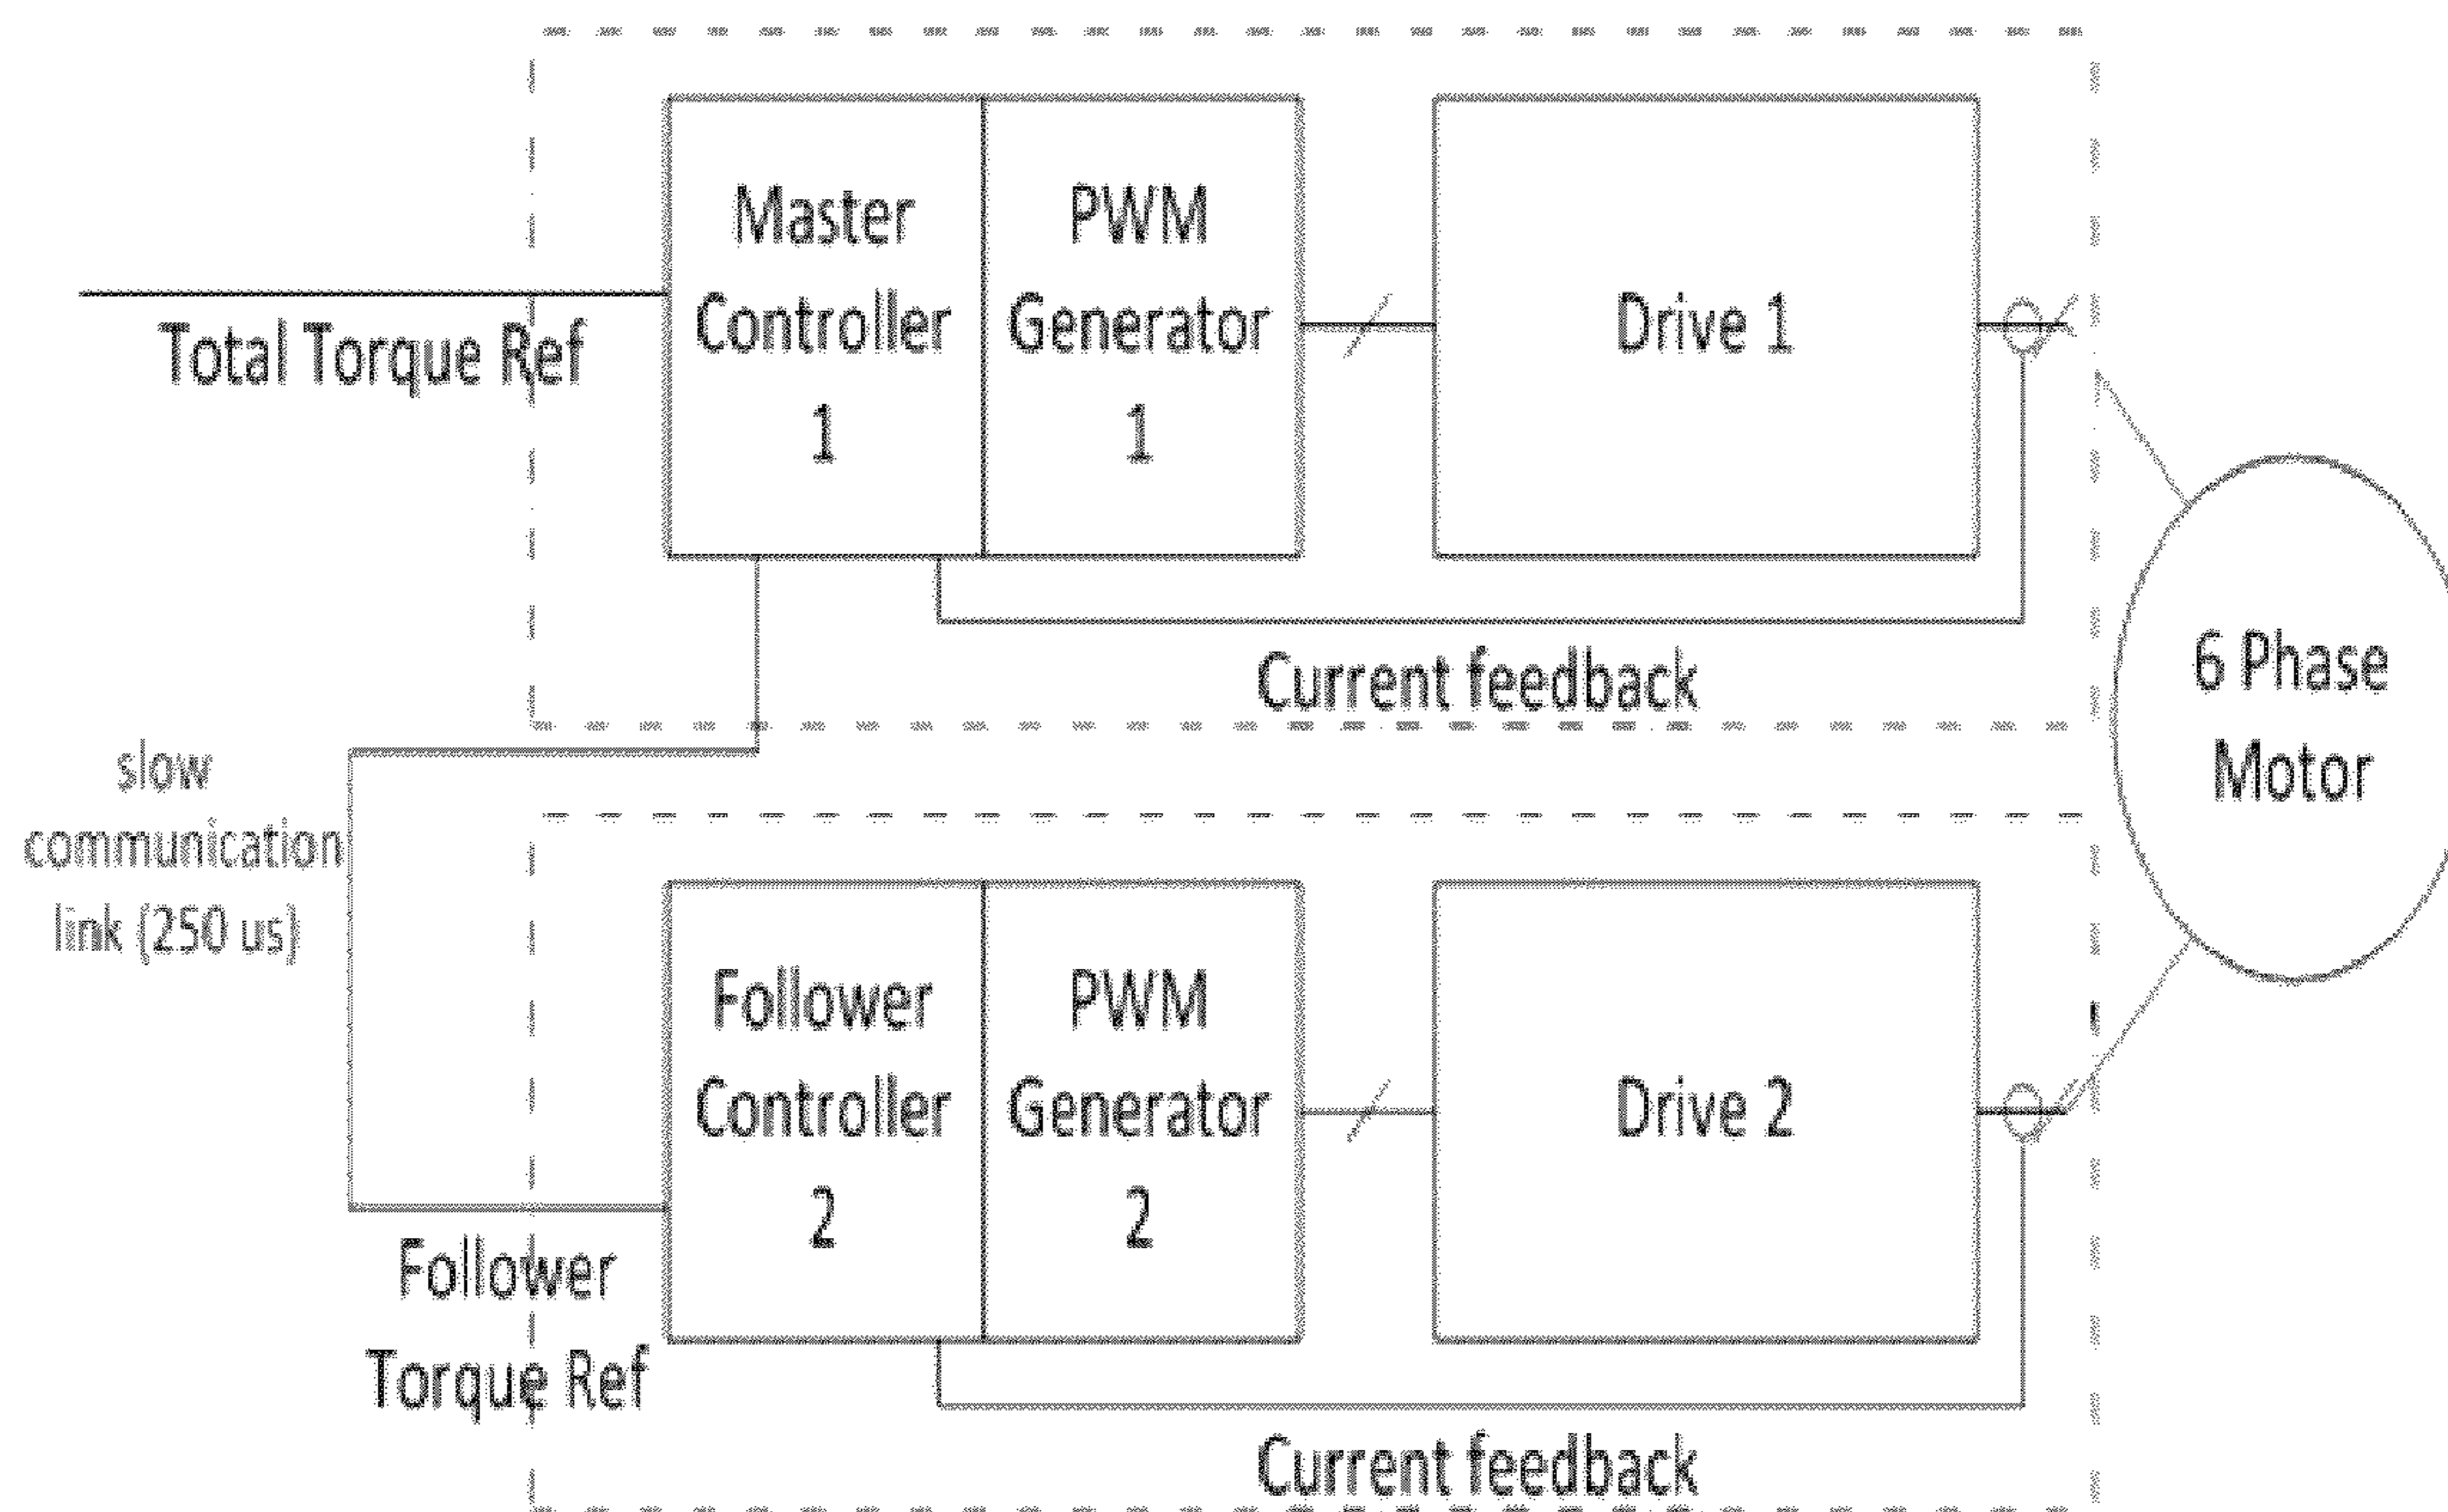 Master
Controller
1
PWM
Generator
1
Drive 1
Total Torque Ref
Current feedback
6 Phase
Motor
slow
communication
link (250 us)
Follower
Controller
2
PWM
Generator
2
Drive 2
Follower
Torque Ref
Current feedback